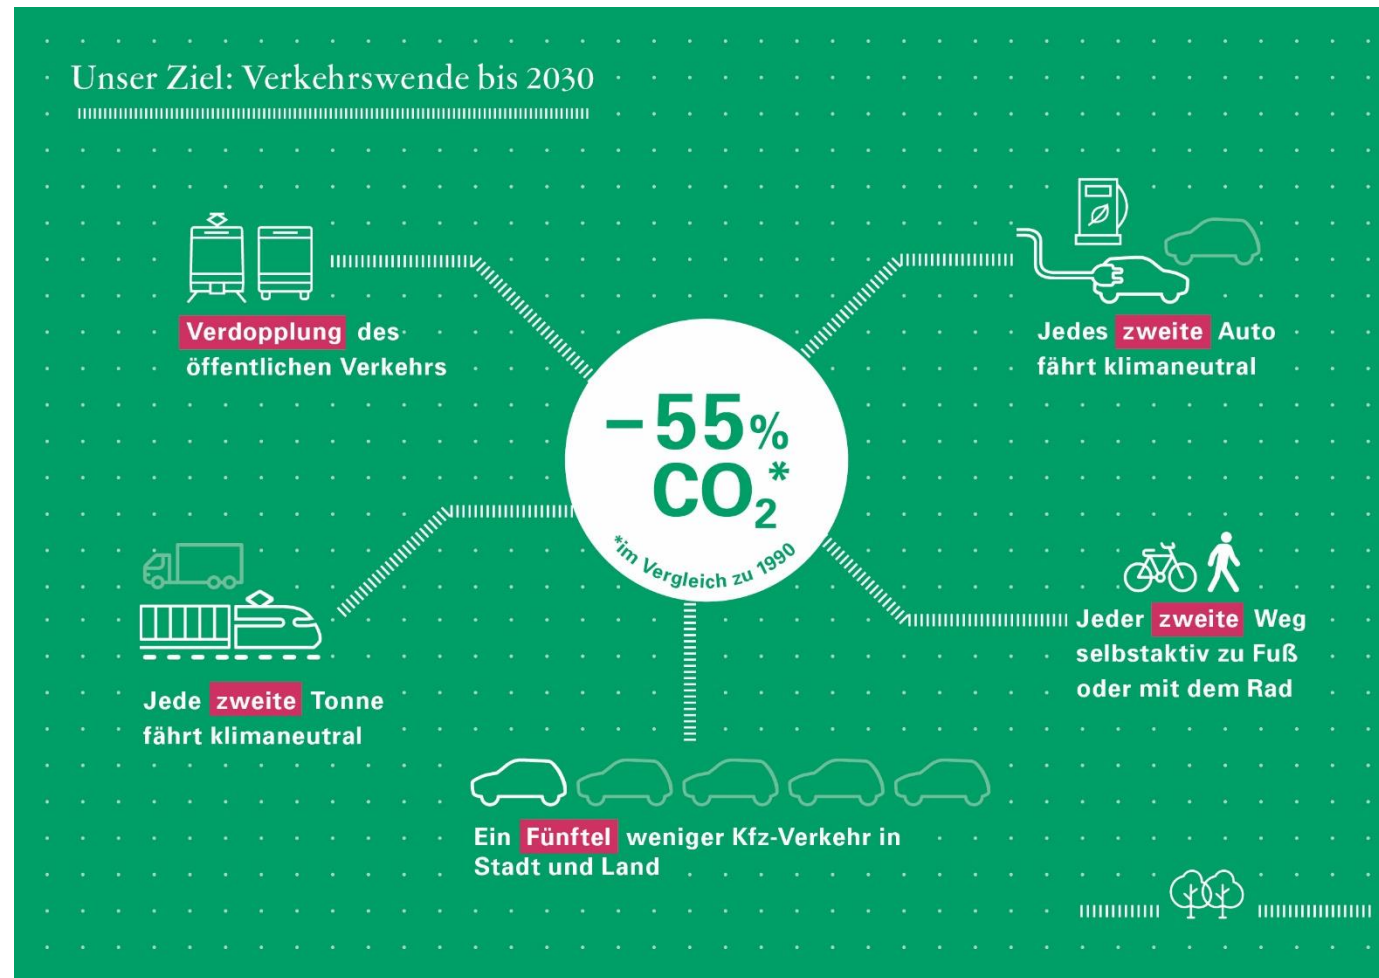 Unser Ziel: Verkehrswende bis 2030
Verdopplung des
öffentlichen Verkehrs
Jedes zweite Auto
fährt klimaneutral
–55%
CO₂*
*im Vergleich zu 1990
Jede zweite Tonne
fährt klimaneutral
Jeder zweite Weg
selbstaktiv zu Fuß
oder mit dem Rad
Ein Fünftel weniger Kfz-Verkehr in
Stadt und Land